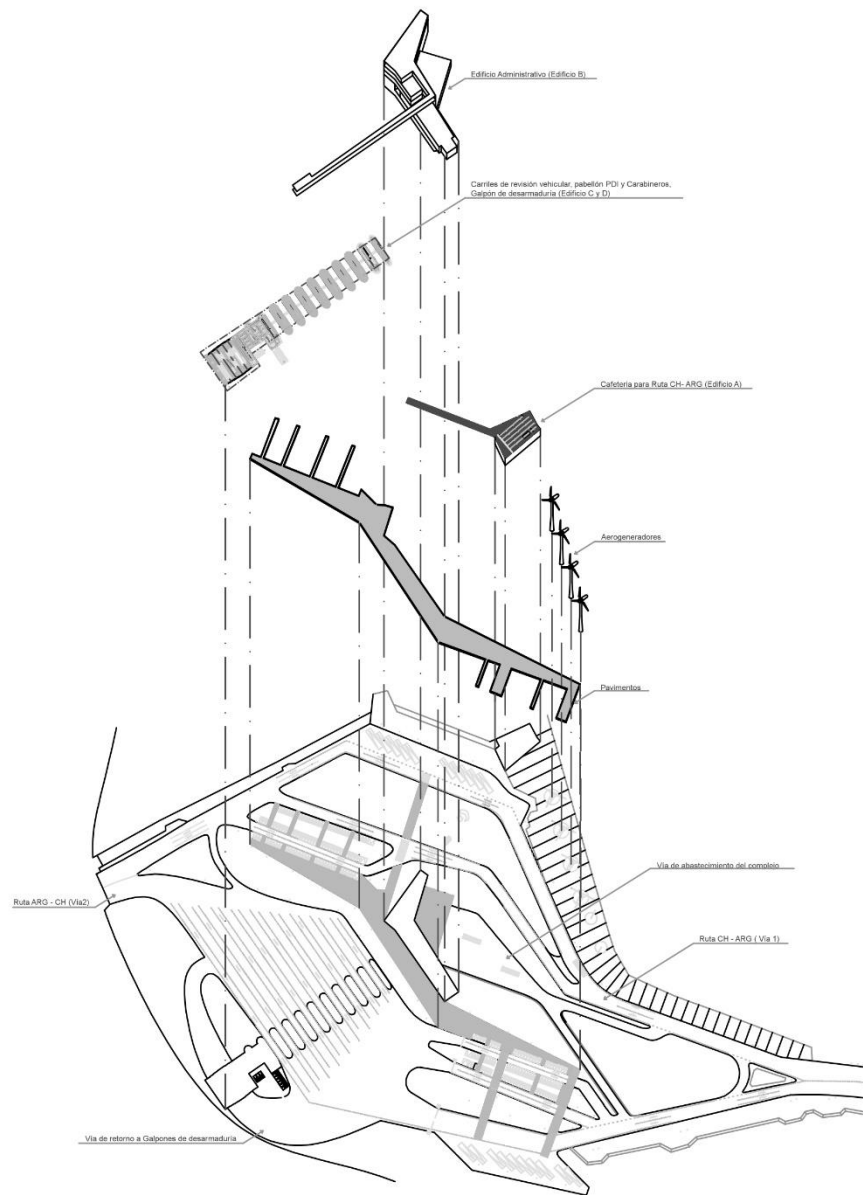 Edificio Administrativo (Edificio B)
Carriles de revisión vehicular, pabellón PDI y Carabineros,
Galpón de desarmaduría (Edificio C y D)
Cafeteria para Ruta CH- ARG (Edificio A)
Aerogeneradores
Pavimentos
Vía de abastecimiento del complejo
Ruta ARG - CH (Vía2)
Ruta CH - ARG ( Vía 1)
Vía de retorno a Galpones de desarmaduría